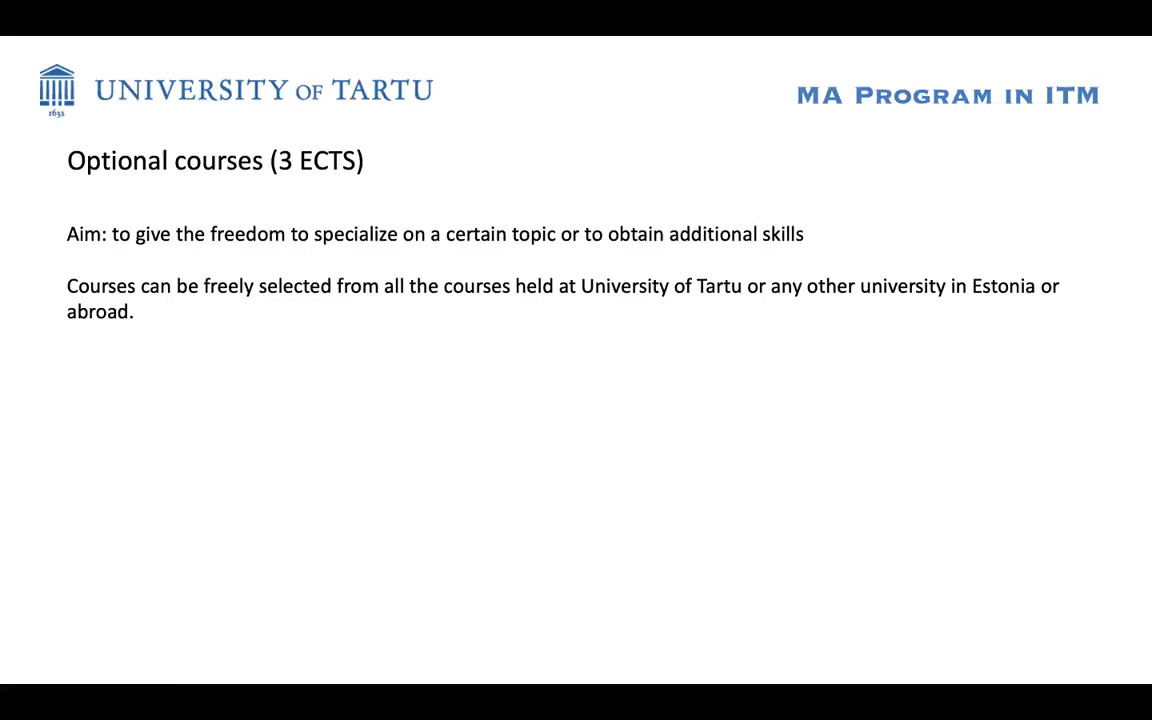 UNIVERSITY OF TARTU
1632
MA PROGRAM IN ITM
Optional courses (3 ECTS)
Aim: to give the freedom to specialize on a certain topic or to obtain additional skills
Courses can be freely selected from all the courses held at University of Tartu or any other university in Estonia or
abroad.